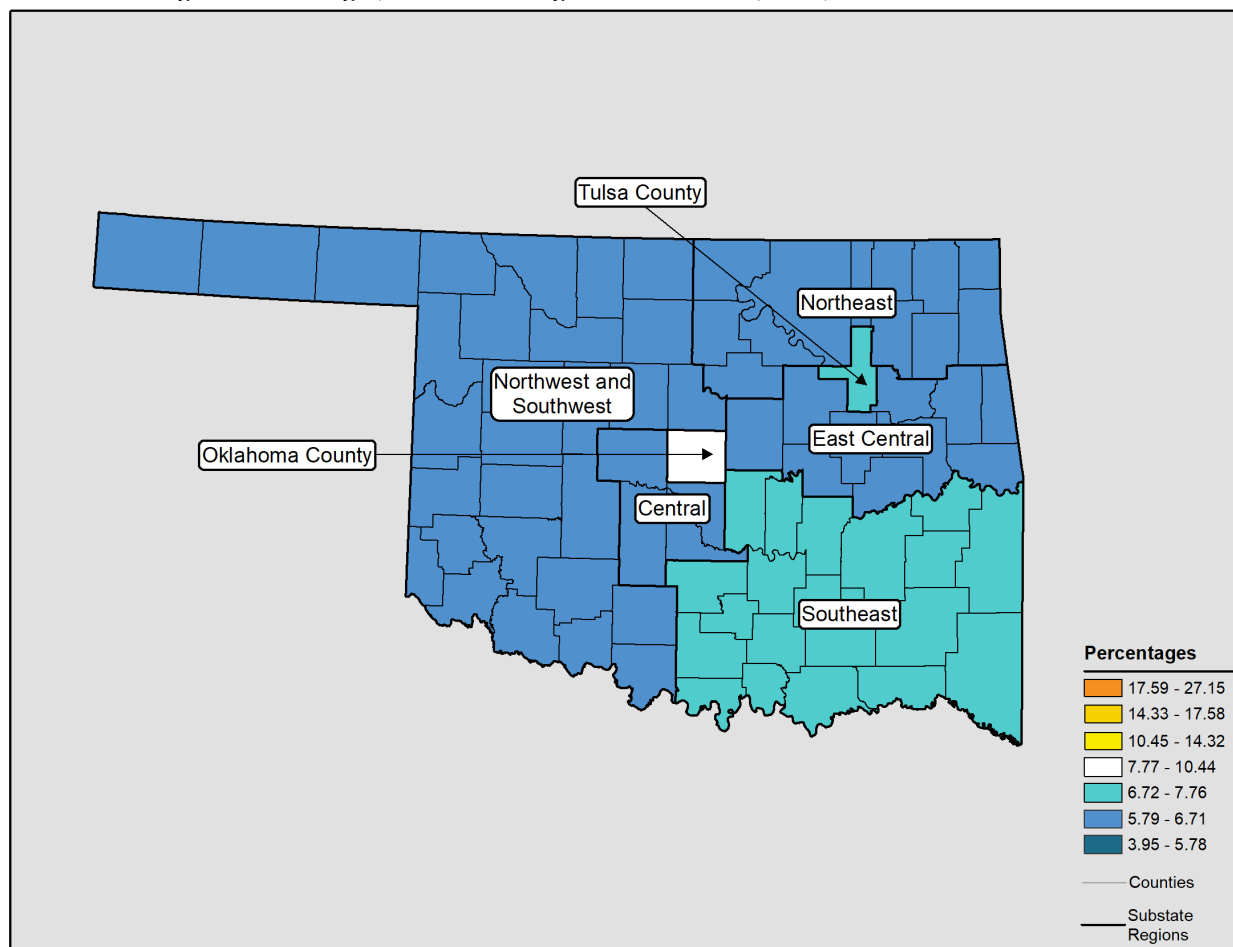 Tulsa County
Northeast
Northwest and
Southwest
East Central
Oklahoma County
Central
Southeast
Percentages
17.59 - 27.15
14.33 - 17.58
10.45 - 14.32
7.77 - 10.44
6.72 - 7.76
5.79 - 6.71
3.95 - 5.78
Counties
Substate
Regions